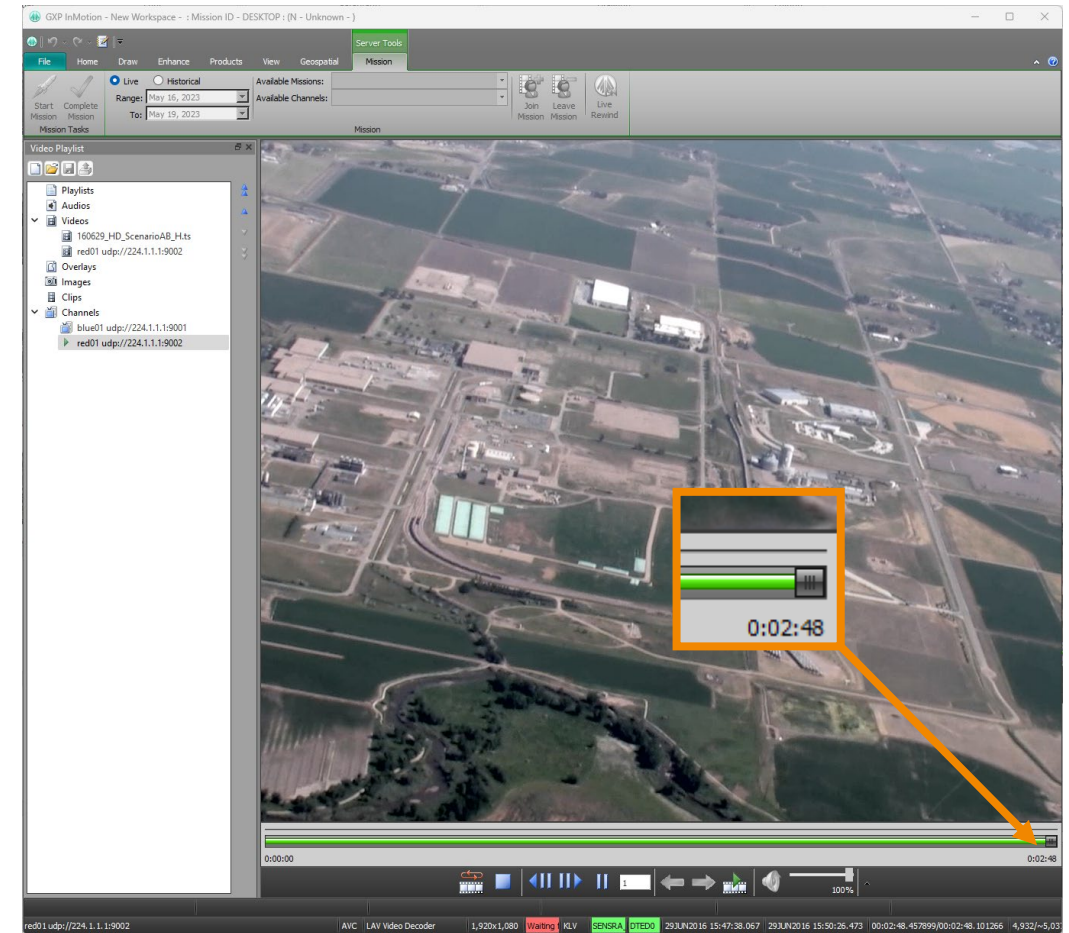 GXP InMotion - New Workspace - : Mission ID - DESKTOP : (N - Unknown - )
Server Tools
File Home Draw Enhance Products View Geospatial Mission
Live Historical
Range: May 16, 2023
To: May 19, 2023
Start Mission
Complete Mission
Mission Tasks
Available Missions:
Available Channels:
Join Mission
Leave Mission
Live Rewind
Mission
Video Playlist
Playlists
Audios
Videos
160629_HD_ScenarioAB_H.ts
red01 udp://224.1.1.1:9002
Overlays
Images
Clips
Channels
blue01 udp://224.1.1.1:9001
red01 udp://224.1.1.1:9002
0:02:48
0:00:00 0:02:48
1
100%
red01 udp://224.1.1.1:9002 AVC LAV Video Decoder 1,920x1,080 Waiting KLV SENSRA DTED0 29JUN2016 15:47:38.067 29JUN2016 15:50:26.473 00:02:48.457899/00:02:48.101266 4,932/~5,03